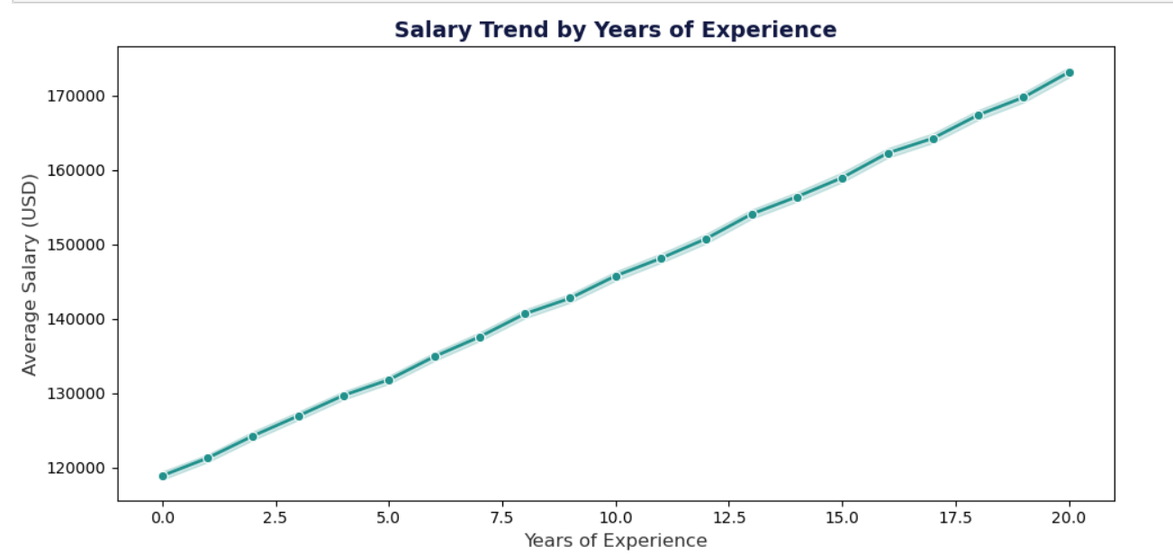 Salary Trend by Years of Experience
170000
160000
150000
140000
130000
120000
Average Salary (USD)
0.0 2.5 5.0 7.5 10.0 12.5 15.0 17.5 20.0
Years of Experience